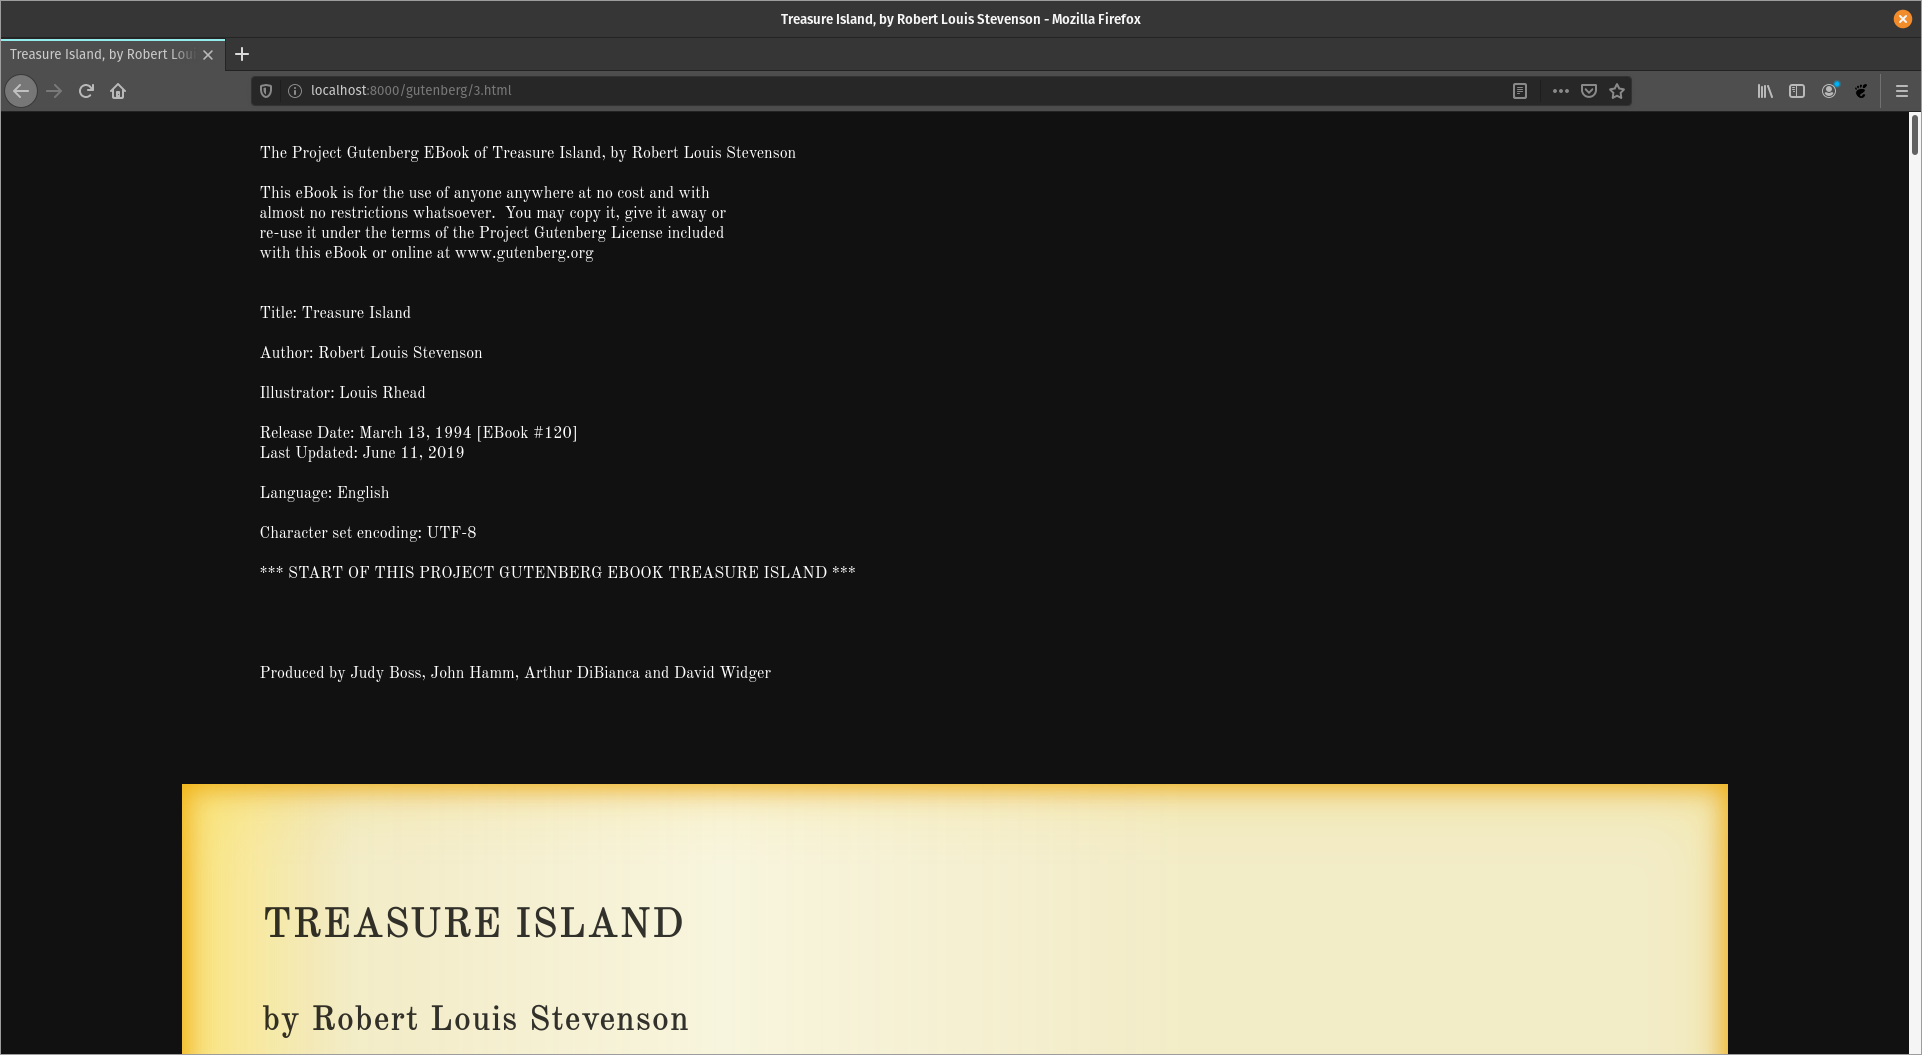 Treasure Island, by Robert Louis Stevenson - Mozilla Firefox
Treasure Island, by Robert Lou
localhost:8000/gutenberg/3.html
The Project Gutenberg EBook of Treasure Island, by Robert Louis Stevenson
This eBook is for the use of anyone anywhere at no cost and with
almost no restrictions whatsoever.  You may copy it, give it away or
re-use it under the terms of the Project Gutenberg License included
with this eBook or online at www.gutenberg.org
Title: Treasure Island
Author: Robert Louis Stevenson
Illustrator: Louis Rhead
Release Date: March 13, 1994 [EBook #120]
Last Updated: June 11, 2019
Language: English
Character set encoding: UTF-8
*** START OF THIS PROJECT GUTENBERG EBOOK TREASURE ISLAND ***
Produced by Judy Boss, John Hamm, Arthur DiBianca and David Widger
TREASURE ISLAND
by Robert Louis Stevenson